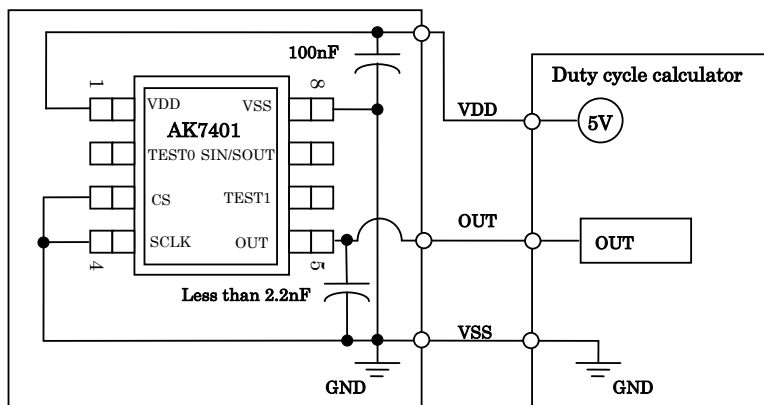 100nF
Duty cycle calculator
1
8
VDD
VSS
VDD
5V
AK7401
TEST0
SIN/SOUT
CS
TEST1
OUT
SCLK
OUT
OUT
4
5
Less than 2.2nF
VSS
GND
GND